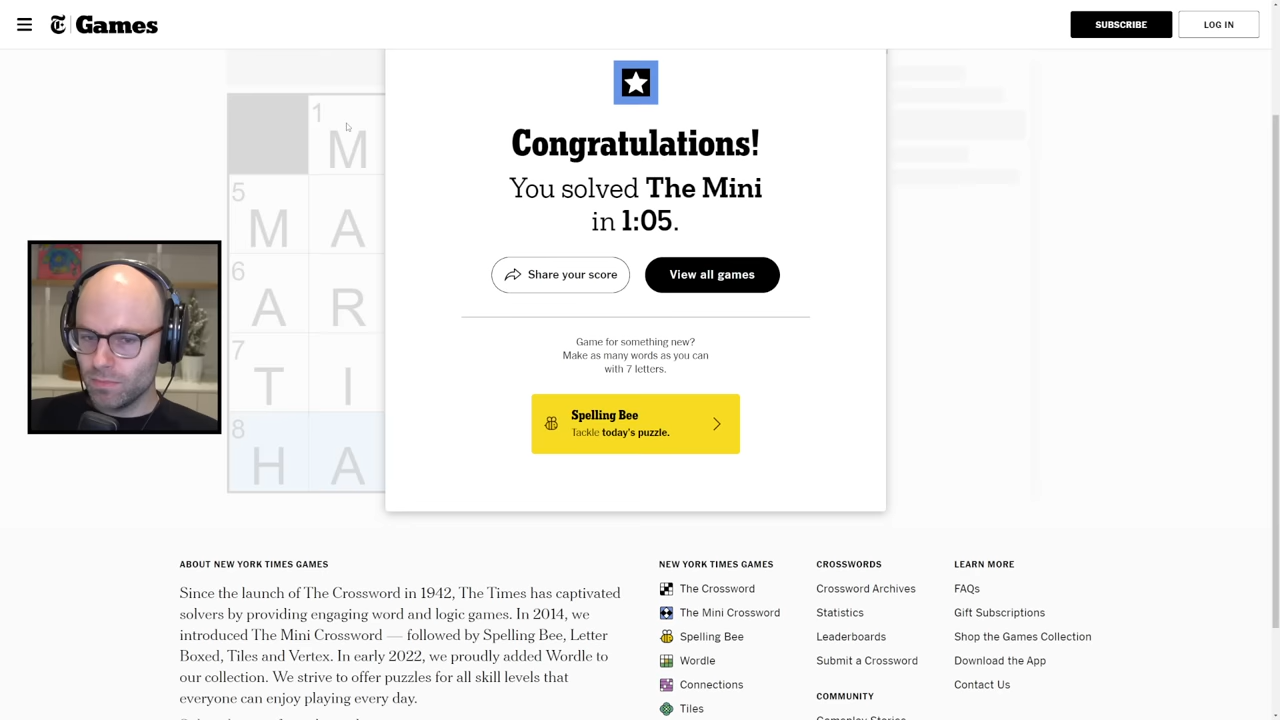 Games
SUBSCRIBE
LOG IN
1
M
5
M A
6
A R
7
T I
8
H A
Congratulations!
You solved The Mini
in 1:05.
Share your score
View all games
Game for something new?
Make as many words as you can
with 7 letters.
Spelling Bee
Tackle today's puzzle.
ABOUT NEW YORK TIMES GAMES
Since the launch of The Crossword in 1942, The Times has captivated
solvers by providing engaging word and logic games. In 2014, we
introduced The Mini Crossword — followed by Spelling Bee, Letter
Boxed, Tiles and Vertex. In early 2022, we proudly added Wordle to
our collection. We strive to offer puzzles for all skill levels that
everyone can enjoy playing every day.
NEW YORK TIMES GAMES
The Crossword
The Mini Crossword
Spelling Bee
Wordle
Connections
Tiles
CROSSWORDS
Crossword Archives
Statistics
Leaderboards
Submit a Crossword
COMMUNITY
Gameplay Stories
LEARN MORE
FAQs
Gift Subscriptions
Shop the Games Collection
Download the App
Contact Us